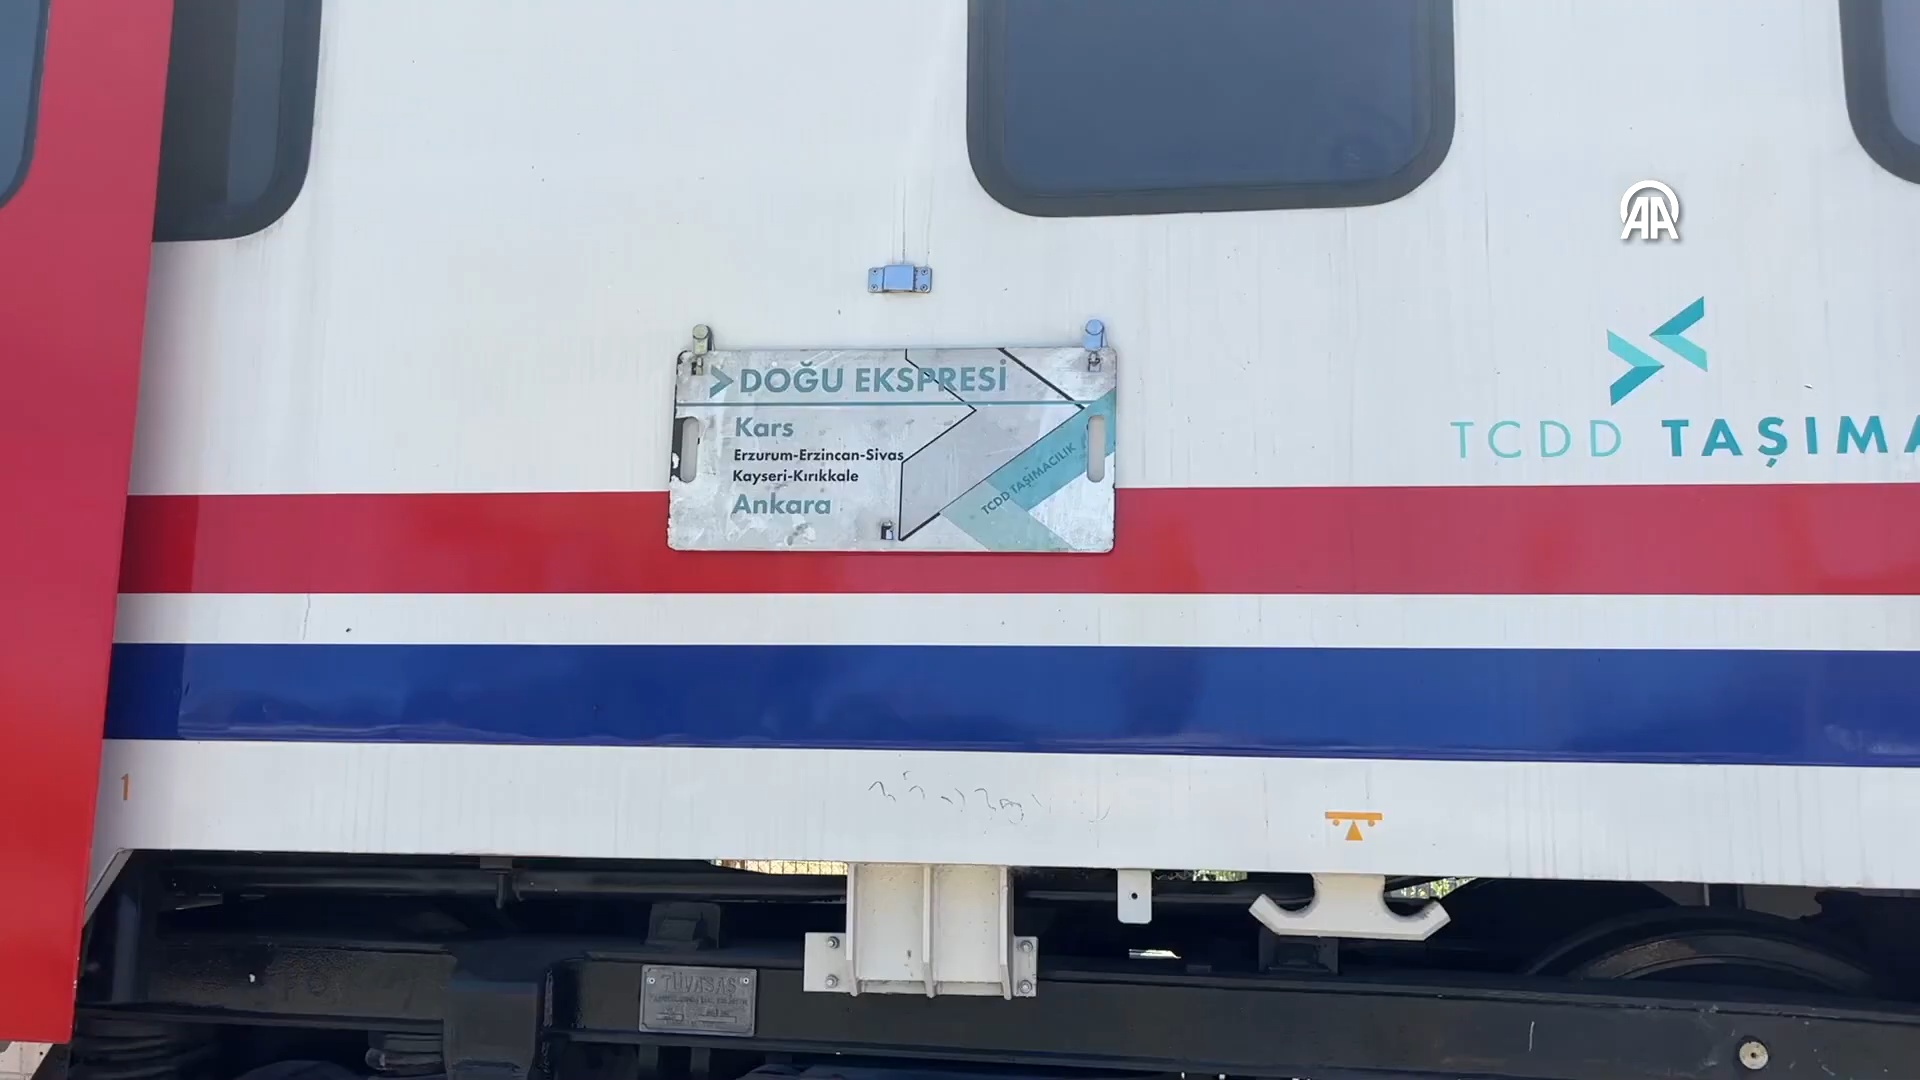 AA
DOĞU EKSPRESİ
Kars
Erzurum-Erzincan-Sivas
Kayseri-Kırıkkale
Ankara
TCDD TAŞIMACILIK
TCDD TAŞIMA
1
TÜVASAŞ